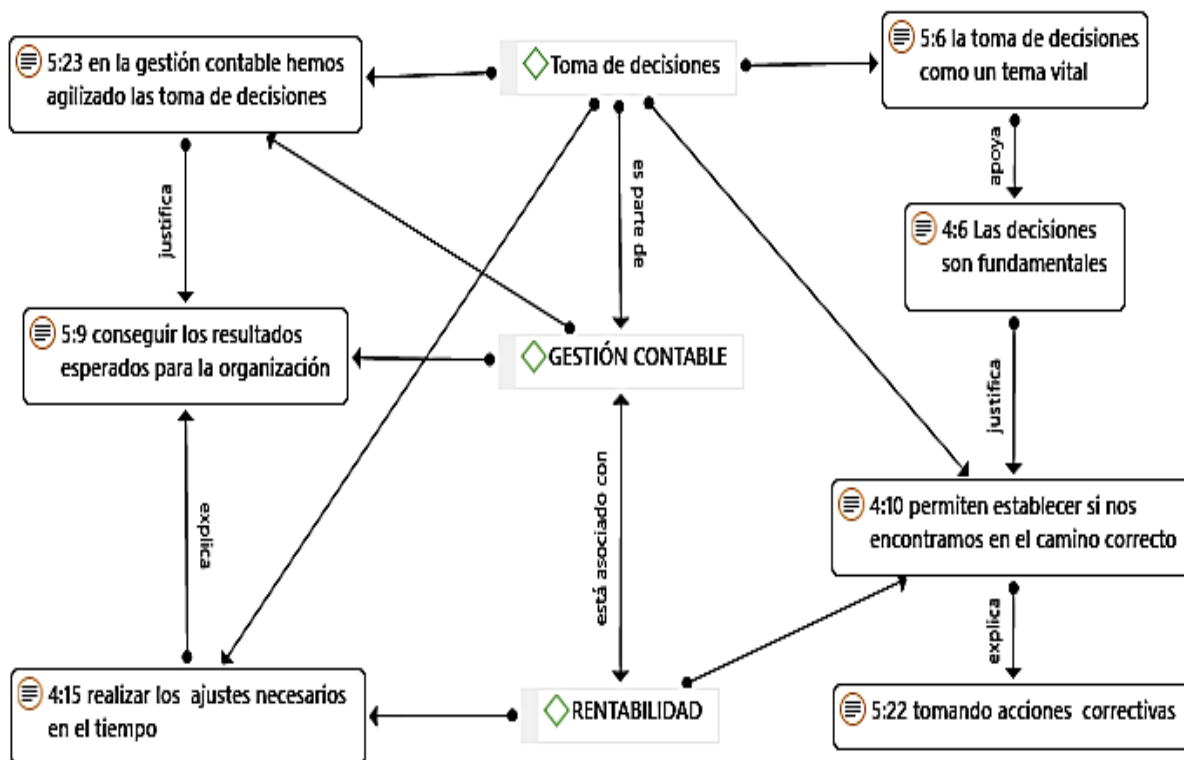 5:23 en la gestión contable hemos
agilizado las toma de decisiones
Toma de decisiones
5:6 la toma de decisiones
como un tema vital
justifica
es parte de
apoya
4:6 Las decisiones
son fundamentales
5:9 conseguir los resultados
esperados para la organización
GESTIÓN CONTABLE
justifica
explica
está asociado con
4:10 permiten establecer si nos
encontramos en el camino correcto
explica
4:15 realizar los ajustes necesarios
en el tiempo
RENTABILIDAD
5:22 tomando acciones correctivas